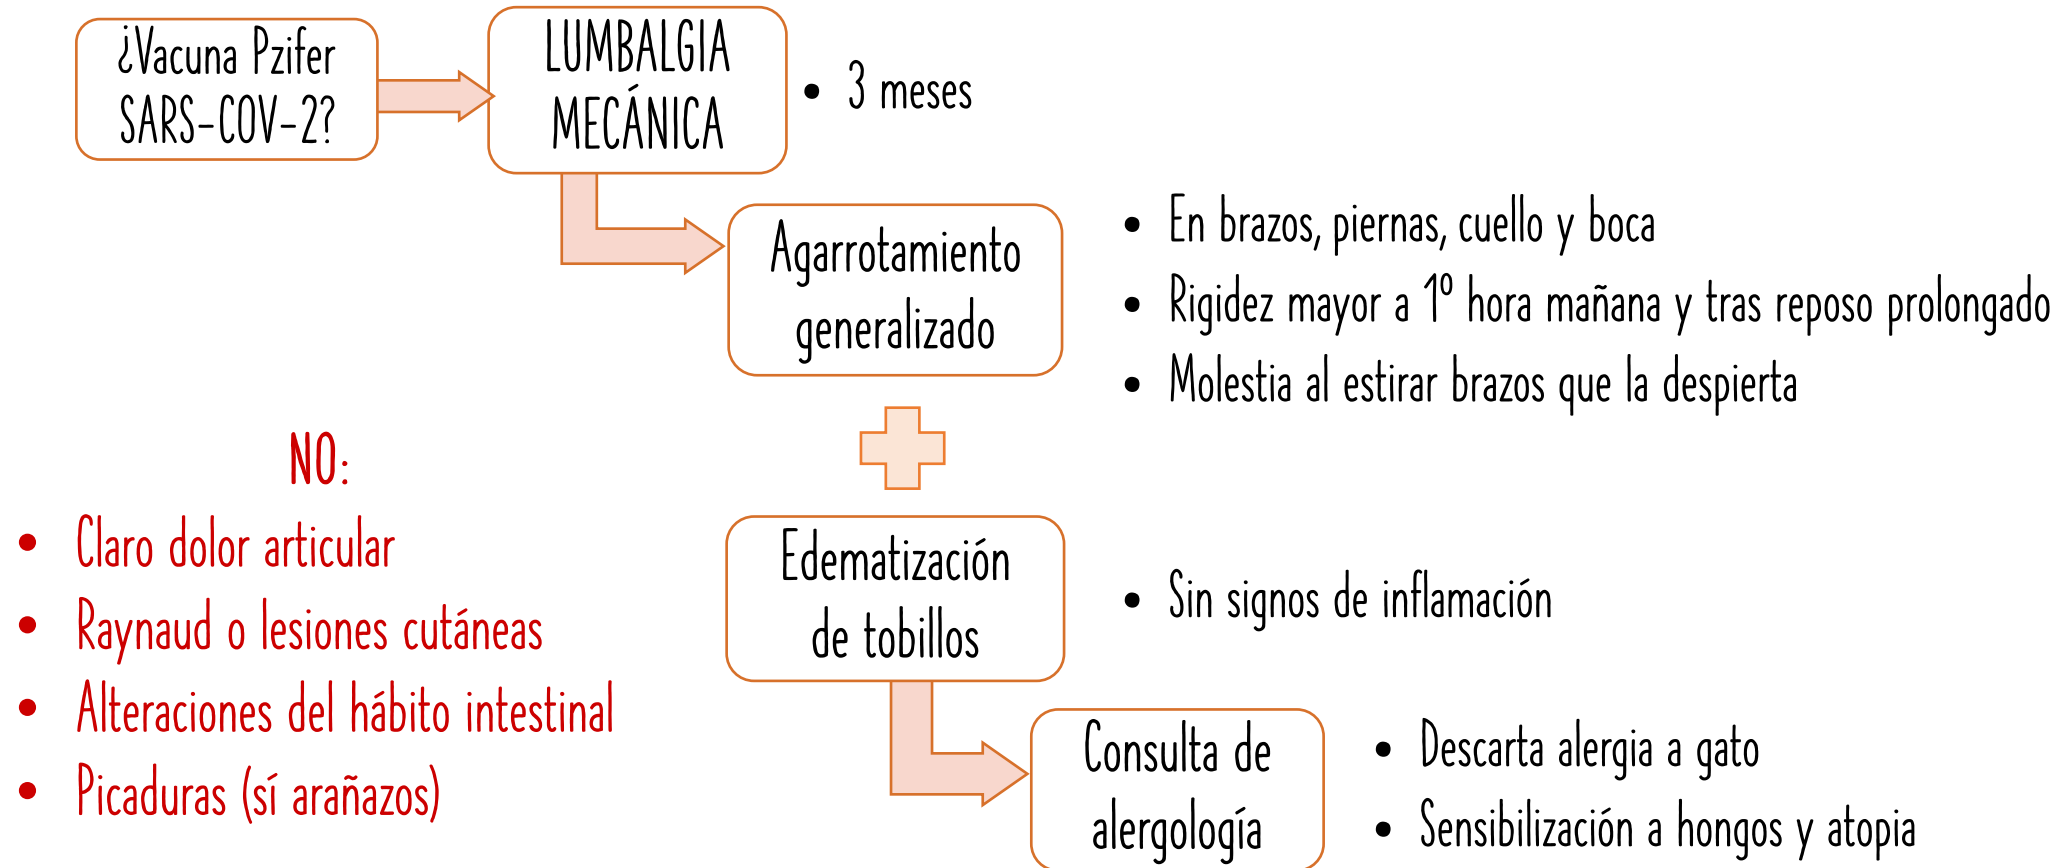 ¿Vacuna Pzifer
SARS-COV-2?
LUMBALGIA
MECÁNICA
• 3 meses
Agarrotamiento
generalizado
• En brazos, piernas, cuello y boca
• Rigidez mayor a 1º hora mañana y tras reposo prolongado
• Molestia al estirar brazos que la despierta
NO:
• Claro dolor articular
• Raynaud o lesiones cutáneas
• Alteraciones del hábito intestinal
• Picaduras (sí arañazos)
Edematización
de tobillos
• Sin signos de inflamación
Consulta de
alergología
• Descarta alergia a gato
• Sensibilización a hongos y atopia